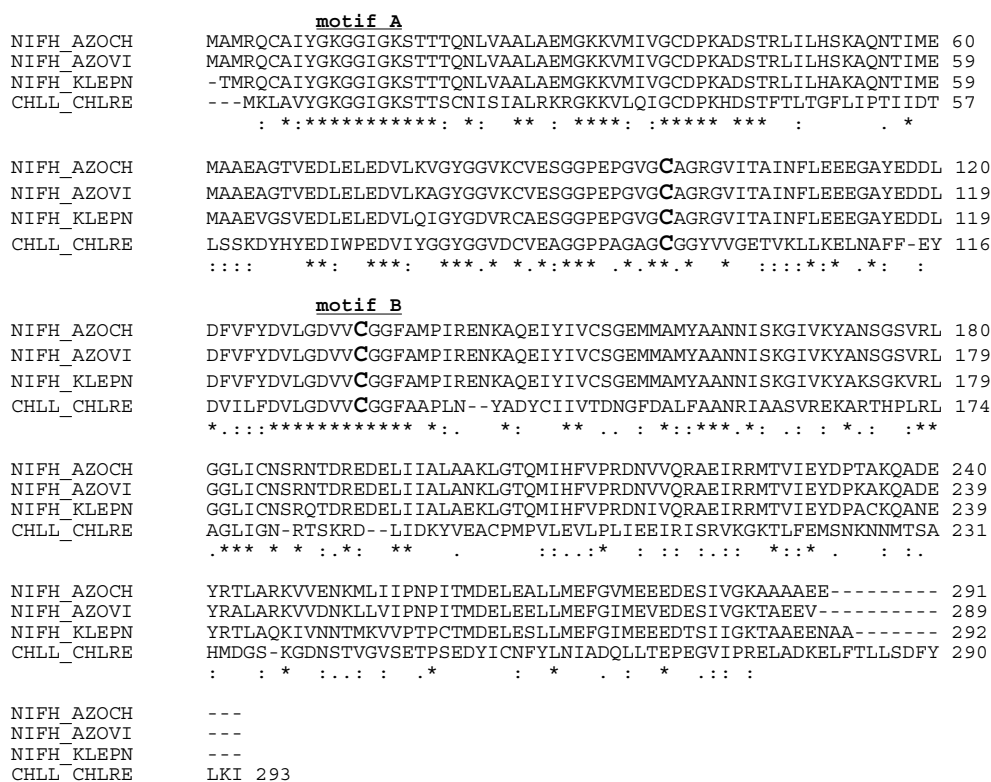 motif A
NIFH_AZOCH MAMRQCAIYGKGGIGKSTTTQNLVAALAEMGKKVMIVGCDPKADSTRLILHSKAQNTIME 60
NIFH_AZOVI MAMRQCAIYGKGGIGKSTTTQNLVAALAEMGKKVMIVGCDPKADSTRLILHSKAQNTIME 59
NIFH_KLEPN -TMRQCAIYGKGGIGKSTTTQNLVAALAEMGKKVMIVGCDPKADSTRLILHAKAQNTIME 59
CHLL_CHLRE ---MKLAVYGKGGIGKSTTSCNISIALRKRGKKVLQIGCDPKHDSTFTLTGFLIPTIIDT 57
: *:************ *: ** : **** : :***** *** : . *
NIFH_AZOCH MAAEAGTVEDLELEDVLKVGYGGVKCVESGGPEPGVGCAGRGVITAINFLEEEGAYEDDL 120
NIFH_AZOVI MAAEAGTVEDLELEDVLKAGYGGVKCVESGGPEPGVGCAGRGVITAINFLEEEGAYEDDL 119
NIFH_KLEPN MAAEVGSVEDLELEDVLQIGYGDVRCAESGGPEPGVGCAGRGVITAINFLEEEGAYEDDL 119
CHLL_CHLRE LSSKDYHYEDIWPEDVIYGGYGGVDCVEAGGPPAGAGCGGYVVGETVKLLKELNAFF-EY 116
:::: **: ***: ***.* *.*:*** .*.**.* * ::::*:* .*: :
motif B
NIFH_AZOCH DFVFYDVLGDVVCGGFAMPIRENKAQEIYIVCSGEMMAMYAANNISKGIVKYANSGSVRL 180
NIFH_AZOVI DFVFYDVLGDVVCGGFAMPIRENKAQEIYIVCSGEMMAMYAANNISKGIVKYANSGSVRL 179
NIFH_KLEPN DFVFYDVLGDVVCGGFAMPIRENKAQEIYIVCSGEMMAMYAANNISKGIVKYAKSGKVRL 179
CHLL_CHLRE DVILFDVLGDVVCGGFAAPLN--YADYCIIVTDNGFDALFAANRIAASVREKARTHPLRL 174
*.:::************ *:. *: ** .. : *::***.*: .: : *.: :**
NIFH_AZOCH GGLICNSRNTDREDELIIALAAKLGTQMIHFVPRDNVVQRAEIRRMTVIEYDPTAKQADE 240
NIFH_AZOVI GGLICNSRNTDREDELIIALANKLGTQMIHFVPRDNVVQRAEIRRMTVIEYDPKAKQADE 239
NIFH_KLEPN GGLICNSRQTDREDELIIALAEKLGTQMIHFVPRDNIVQRAEIRRMTVIEYDPACKQANE 239
CHLL_CHLRE AGLIGN-RTSKRD--LIDKYVEACPMPVLEVLPLIEEIRISRVKGKTLFEMSNKNNMTSA 231
.*** * * :.*: ** . ::..:* : :: :.:: *::* . : :.
NIFH_AZOCH YRTLARKVVENKMLIIPNPITMDELEALLMEFGVMEEEDESIVGKAAAAEE--------- 291
NIFH_AZOVI YRALARKVVDNKLLVIPNPITMDELEELLMEFGIMEVEDESIVGKTAEEV---------- 289
NIFH_KLEPN YRTLAQKIVNNTMKVVPTPCTMDELESLLMEFGIMEEEDTSIIGKTAAEENAA------- 292
CHLL_CHLRE HMDGS-KGDNSTVGVSETPSEDYICNFYLNIADQLLTEPEGVIPRELADKELFTLLSDFY 290
: : * :..: : .* : * . : * .:: :
NIFH_AZOCH ---
NIFH_AZOVI ---
NIFH_KLEPN ---
CHLL_CHLRE LKI 293